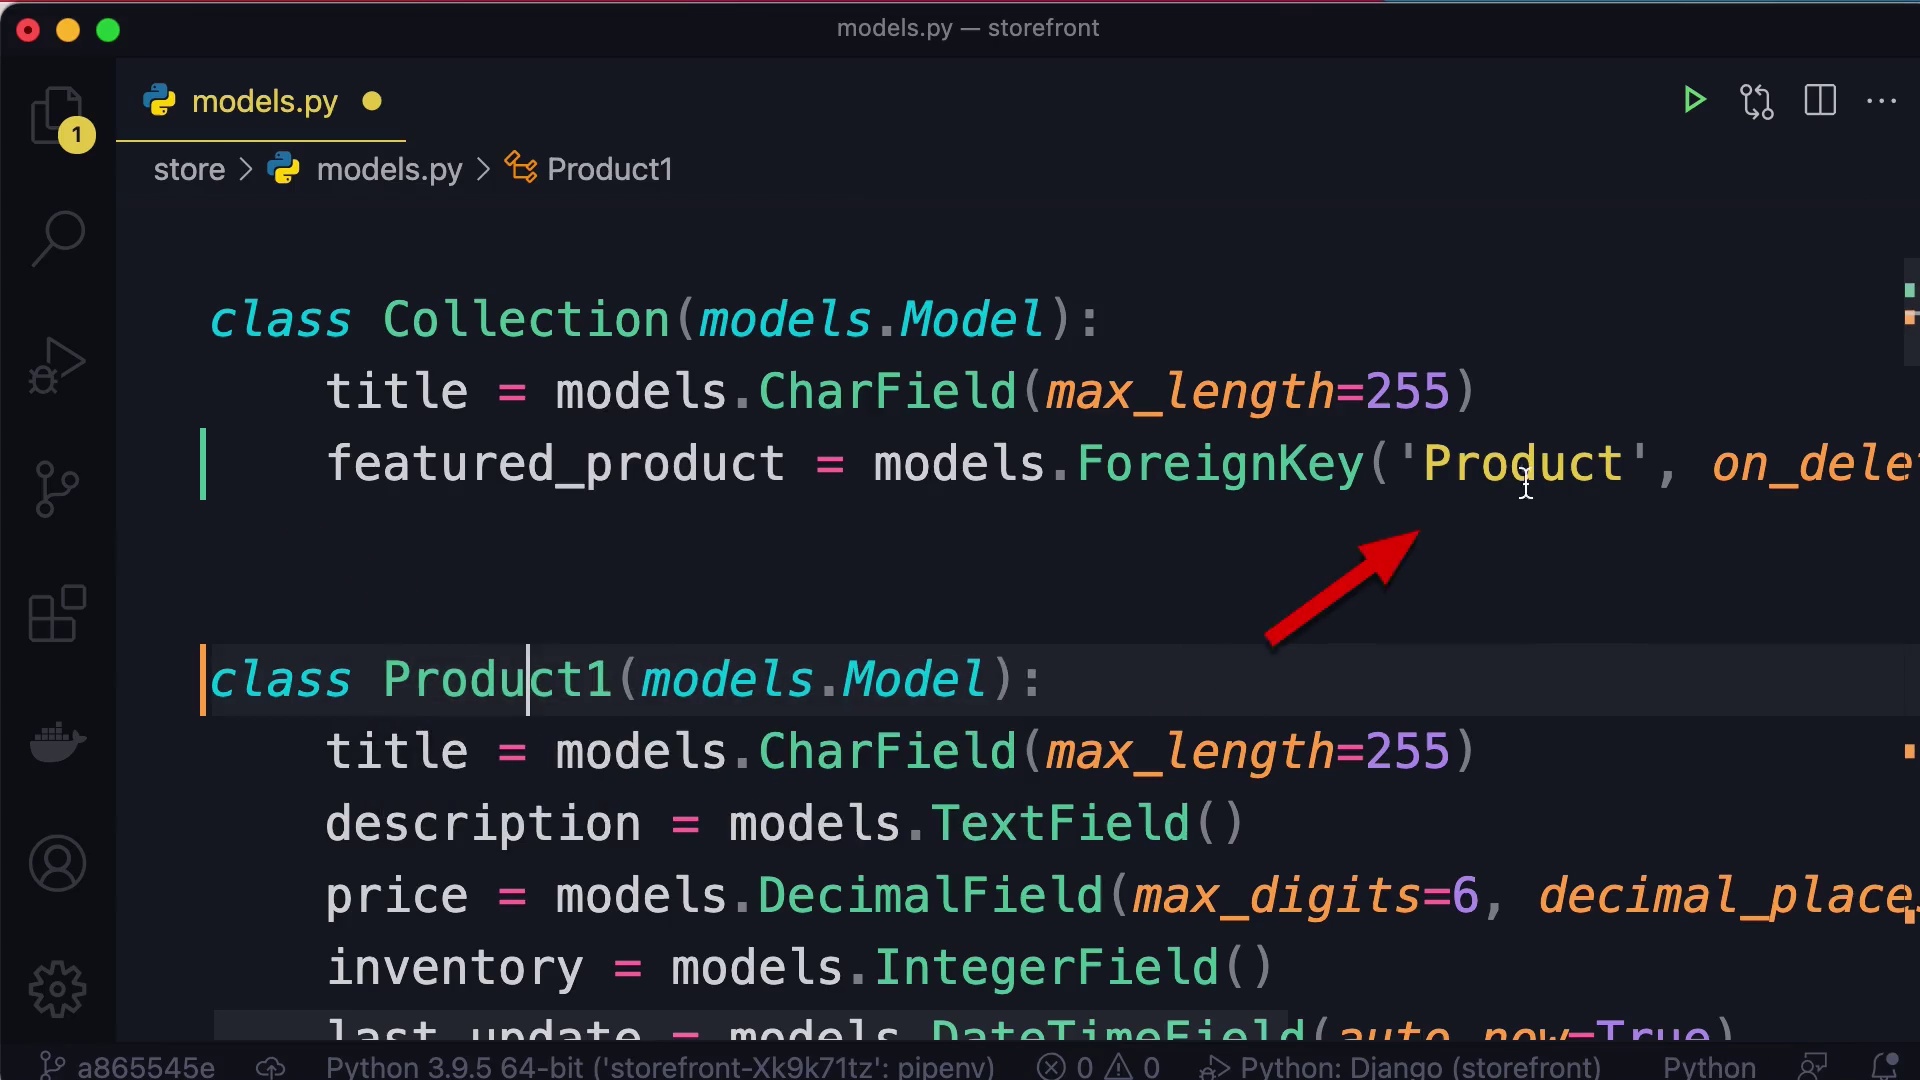 models.py — storefront
models.py
1
store > models.py > Product1
class Collection(models.Model):
title = models.CharField(max_length=255)
featured_product = models.ForeignKey('Product', on_delet
class Product1(models.Model):
title = models.CharField(max_length=255)
description = models.TextField()
price = models.DecimalField(max_digits=6, decimal_place
inventory = models.IntegerField()
last_update = models.DateTimeField(auto_now=True)
a865545e Python 3.9.5 64-bit ('storefront-Xk9k71tz': pipenv) 0 0 Python: Django (storefront) Python